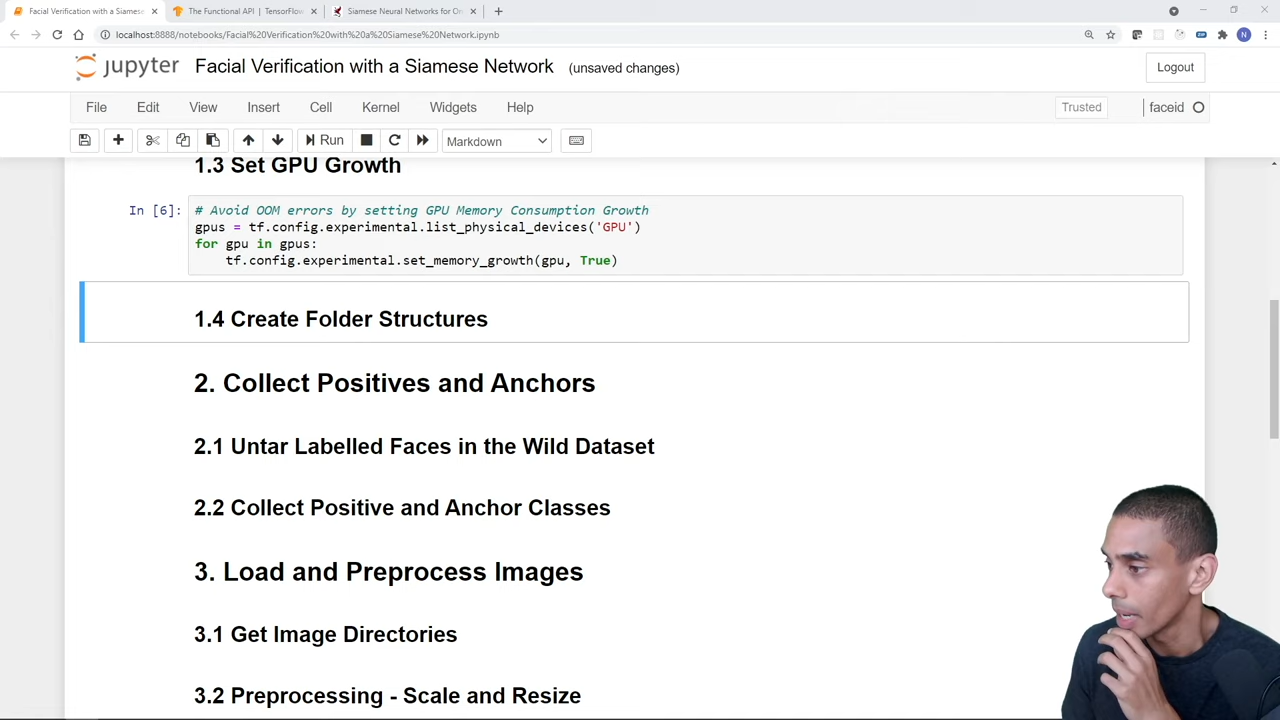 Facial Verification with a Siamese
The Functional API | TensorFlow
Siamese Neural Networks for On
localhost:8888/notebooks/Facial%20Verification%20with%20a%20Siamese%20Network.ipynb
N
jupyter Facial Verification with a Siamese Network (unsaved changes) Logout
File Edit View Insert Cell Kernel Widgets Help Trusted faceid
Run Markdown
1.3 Set GPU Growth
In [6]: # Avoid OOM errors by setting GPU Memory Consumption Growth
gpus = tf.config.experimental.list_physical_devices('GPU')
for gpu in gpus:
tf.config.experimental.set_memory_growth(gpu, True)
1.4 Create Folder Structures
2. Collect Positives and Anchors
2.1 Untar Labelled Faces in the Wild Dataset
2.2 Collect Positive and Anchor Classes
3. Load and Preprocess Images
3.1 Get Image Directories
3.2 Preprocessing - Scale and Resize